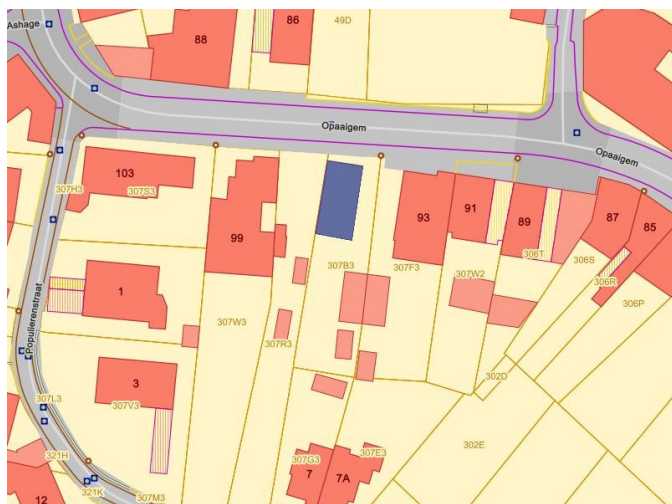 Ashage
86
49D
88
Opaaigem
Opaaigem
103
307H3
307S3
93
91
89
87
85
99
307B3
307F3
306T
306S
307W2
306R
306P
1
Populierenstraat
307W3
307R3
302D
3
307L3
307V3
302E
321H
307G3
307E3
7
7A
12
321K
307M3